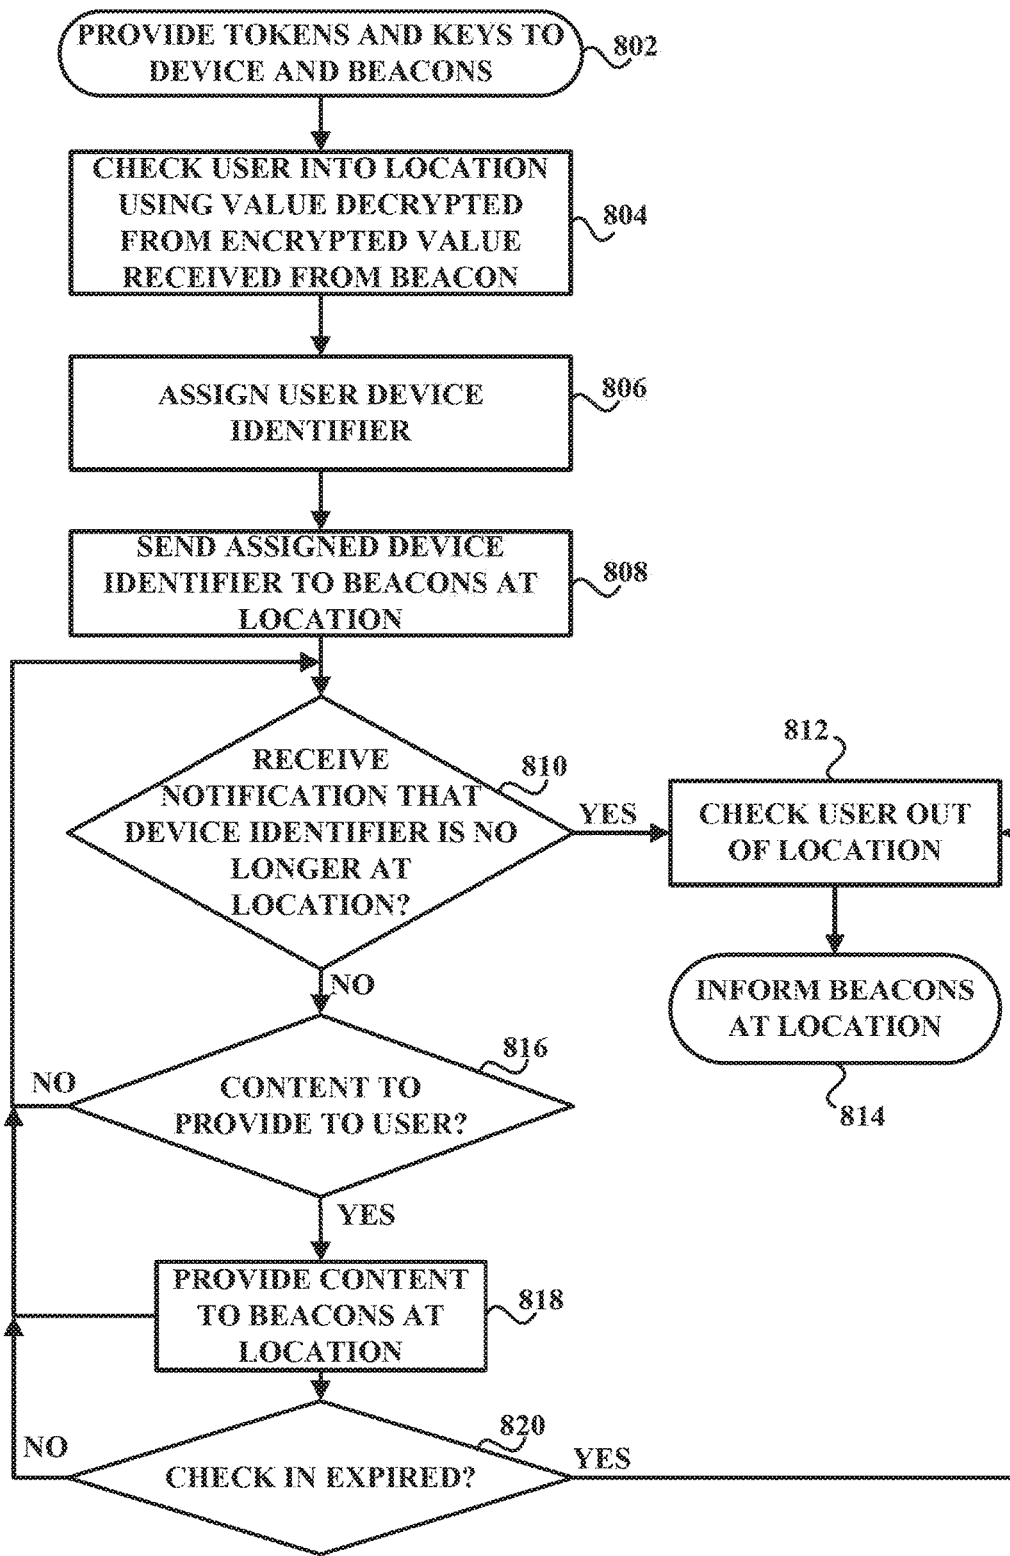 PROVIDE TOKENS AND KEYS TO
DEVICE AND BEACONS
802
CHECK USER INTO LOCATION
USING VALUE DECRYPTED
FROM ENCRYPTED VALUE
RECEIVED FROM BEACON
804
ASSIGN USER DEVICE
IDENTIFIER
806
SEND ASSIGNED DEVICE
IDENTIFIER TO BEACONS AT
LOCATION
808
RECEIVE
NOTIFICATION THAT
DEVICE IDENTIFIER IS NO
LONGER AT
LOCATION?
810
YES
812
CHECK USER OUT
OF LOCATION
INFORM BEACONS
AT LOCATION
814
NO
CONTENT TO
PROVIDE TO USER?
816
NO
YES
PROVIDE CONTENT
TO BEACONS AT
LOCATION
818
CHECK IN EXPIRED?
820
NO
YES